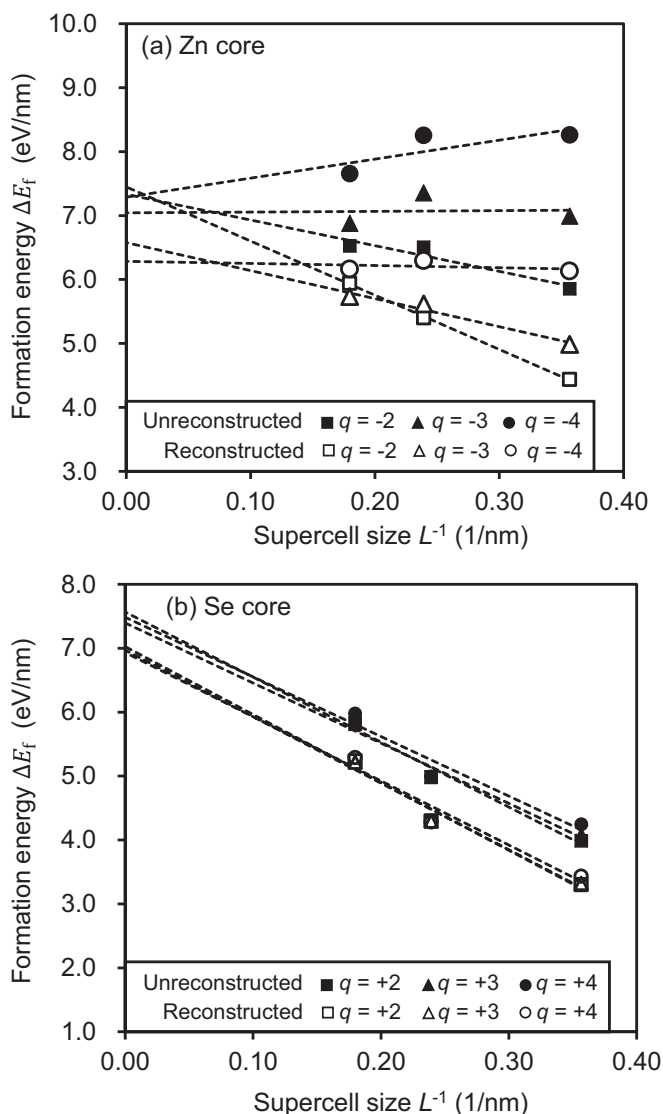 (a) Zn core
Formation energy ΔE_f (eV/nm)
10.0
9.0
8.0
7.0
6.0
5.0
4.0
3.0
Unreconstructed ■ q = -2 ▲ q = -3 ● q = -4
Reconstructed □ q = -2 △ q = -3 ○ q = -4
0.00 0.10 0.20 0.30 0.40
Supercell size L⁻¹ (1/nm)
(b) Se core
Formation energy ΔE_f (eV/nm)
8.0
7.0
6.0
5.0
4.0
3.0
2.0
1.0
Unreconstructed ■ q = +2 ▲ q = +3 ● q = +4
Reconstructed □ q = +2 △ q = +3 ○ q = +4
0.00 0.10 0.20 0.30 0.40
Supercell size L⁻¹ (1/nm)